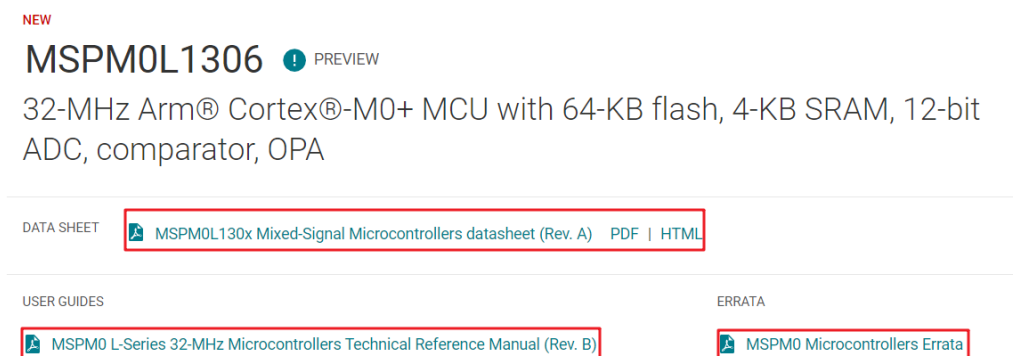 NEW
MSPM0L1306 ! PREVIEW
32-MHz Arm® Cortex®-M0+ MCU with 64-KB flash, 4-KB SRAM, 12-bit
ADC, comparator, OPA
DATA SHEET MSPM0L130x Mixed-Signal Microcontrollers datasheet (Rev. A) PDF | HTML
USER GUIDES ERRATA
MSPM0 L-Series 32-MHz Microcontrollers Technical Reference Manual (Rev. B) MSPM0 Microcontrollers Errata